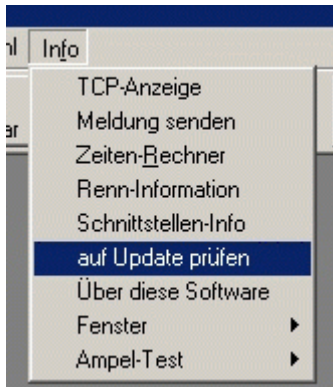 Info
TCP-Anzeige
Meldung senden
Zeiten-Rechner
Renn-Information
Schnittstellen-Info
auf Update prüfen
Über diese Software
Fenster
Ampel-Test